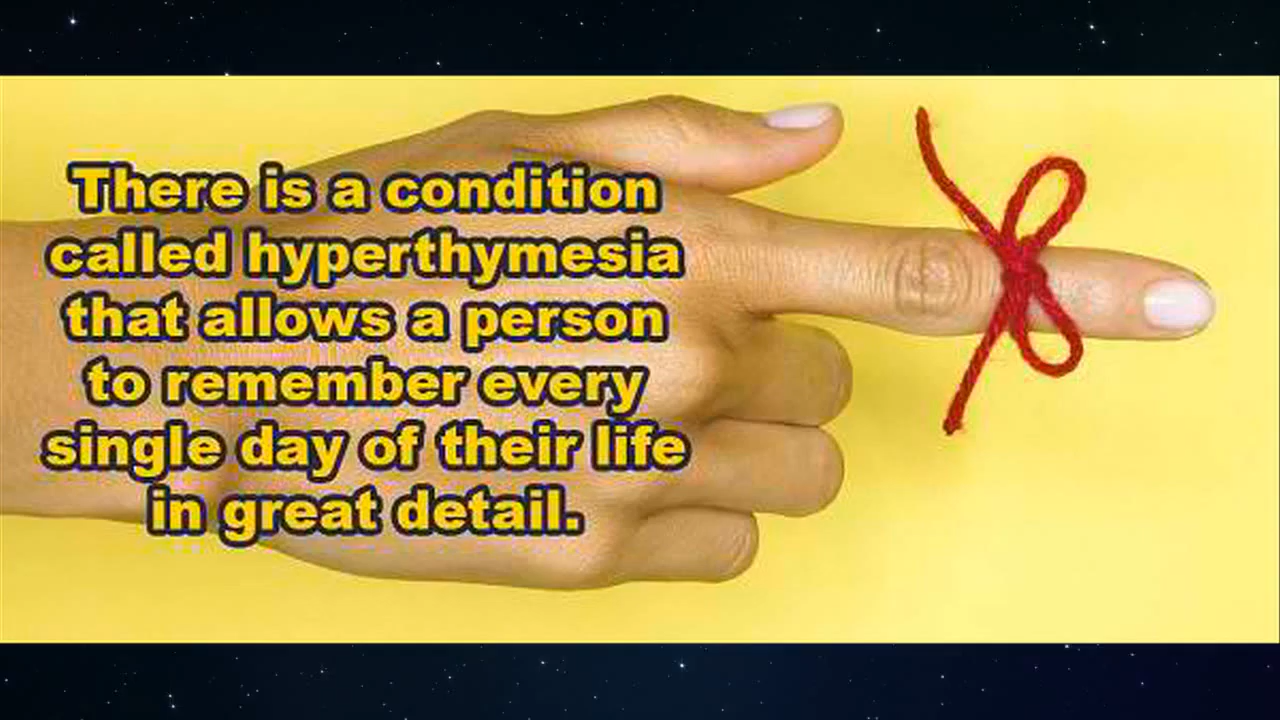 There is a condition
called hyperthymesia
that allows a person
to remember every
single day of their life
in great detail.